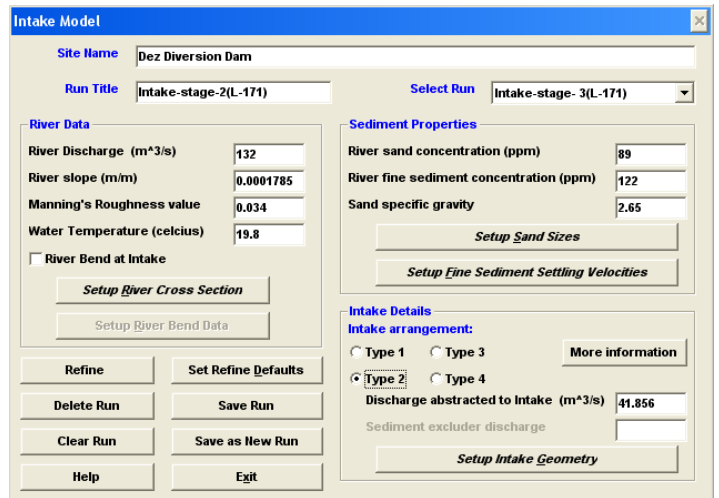 Intake Model
Site Name Dez Diversion Dam
Run Title Intake-stage-2(L-171) Select Run Intake-stage- 3(L-171)
River Data
River Discharge (m^3/s) 132
River slope (m/m) 0.0001785
Manning's Roughness value 0.034
Water Temperature (celcius) 19.8
River Bend at Intake
Setup River Cross Section
Setup River Bend Data
Sediment Properties
River sand concentration (ppm) 89
River fine sediment concentration (ppm) 122
Sand specific gravity 2.65
Setup Sand Sizes
Setup Fine Sediment Settling Velocities
Intake Details
Intake arrangement:
Type 1 Type 3 More information
Type 2 Type 4
Discharge abstracted to Intake (m^3/s) 41.856
Sediment excluder discharge
Setup Intake Geometry
Refine Set Refine Defaults
Delete Run Save Run
Clear Run Save as New Run
Help Exit